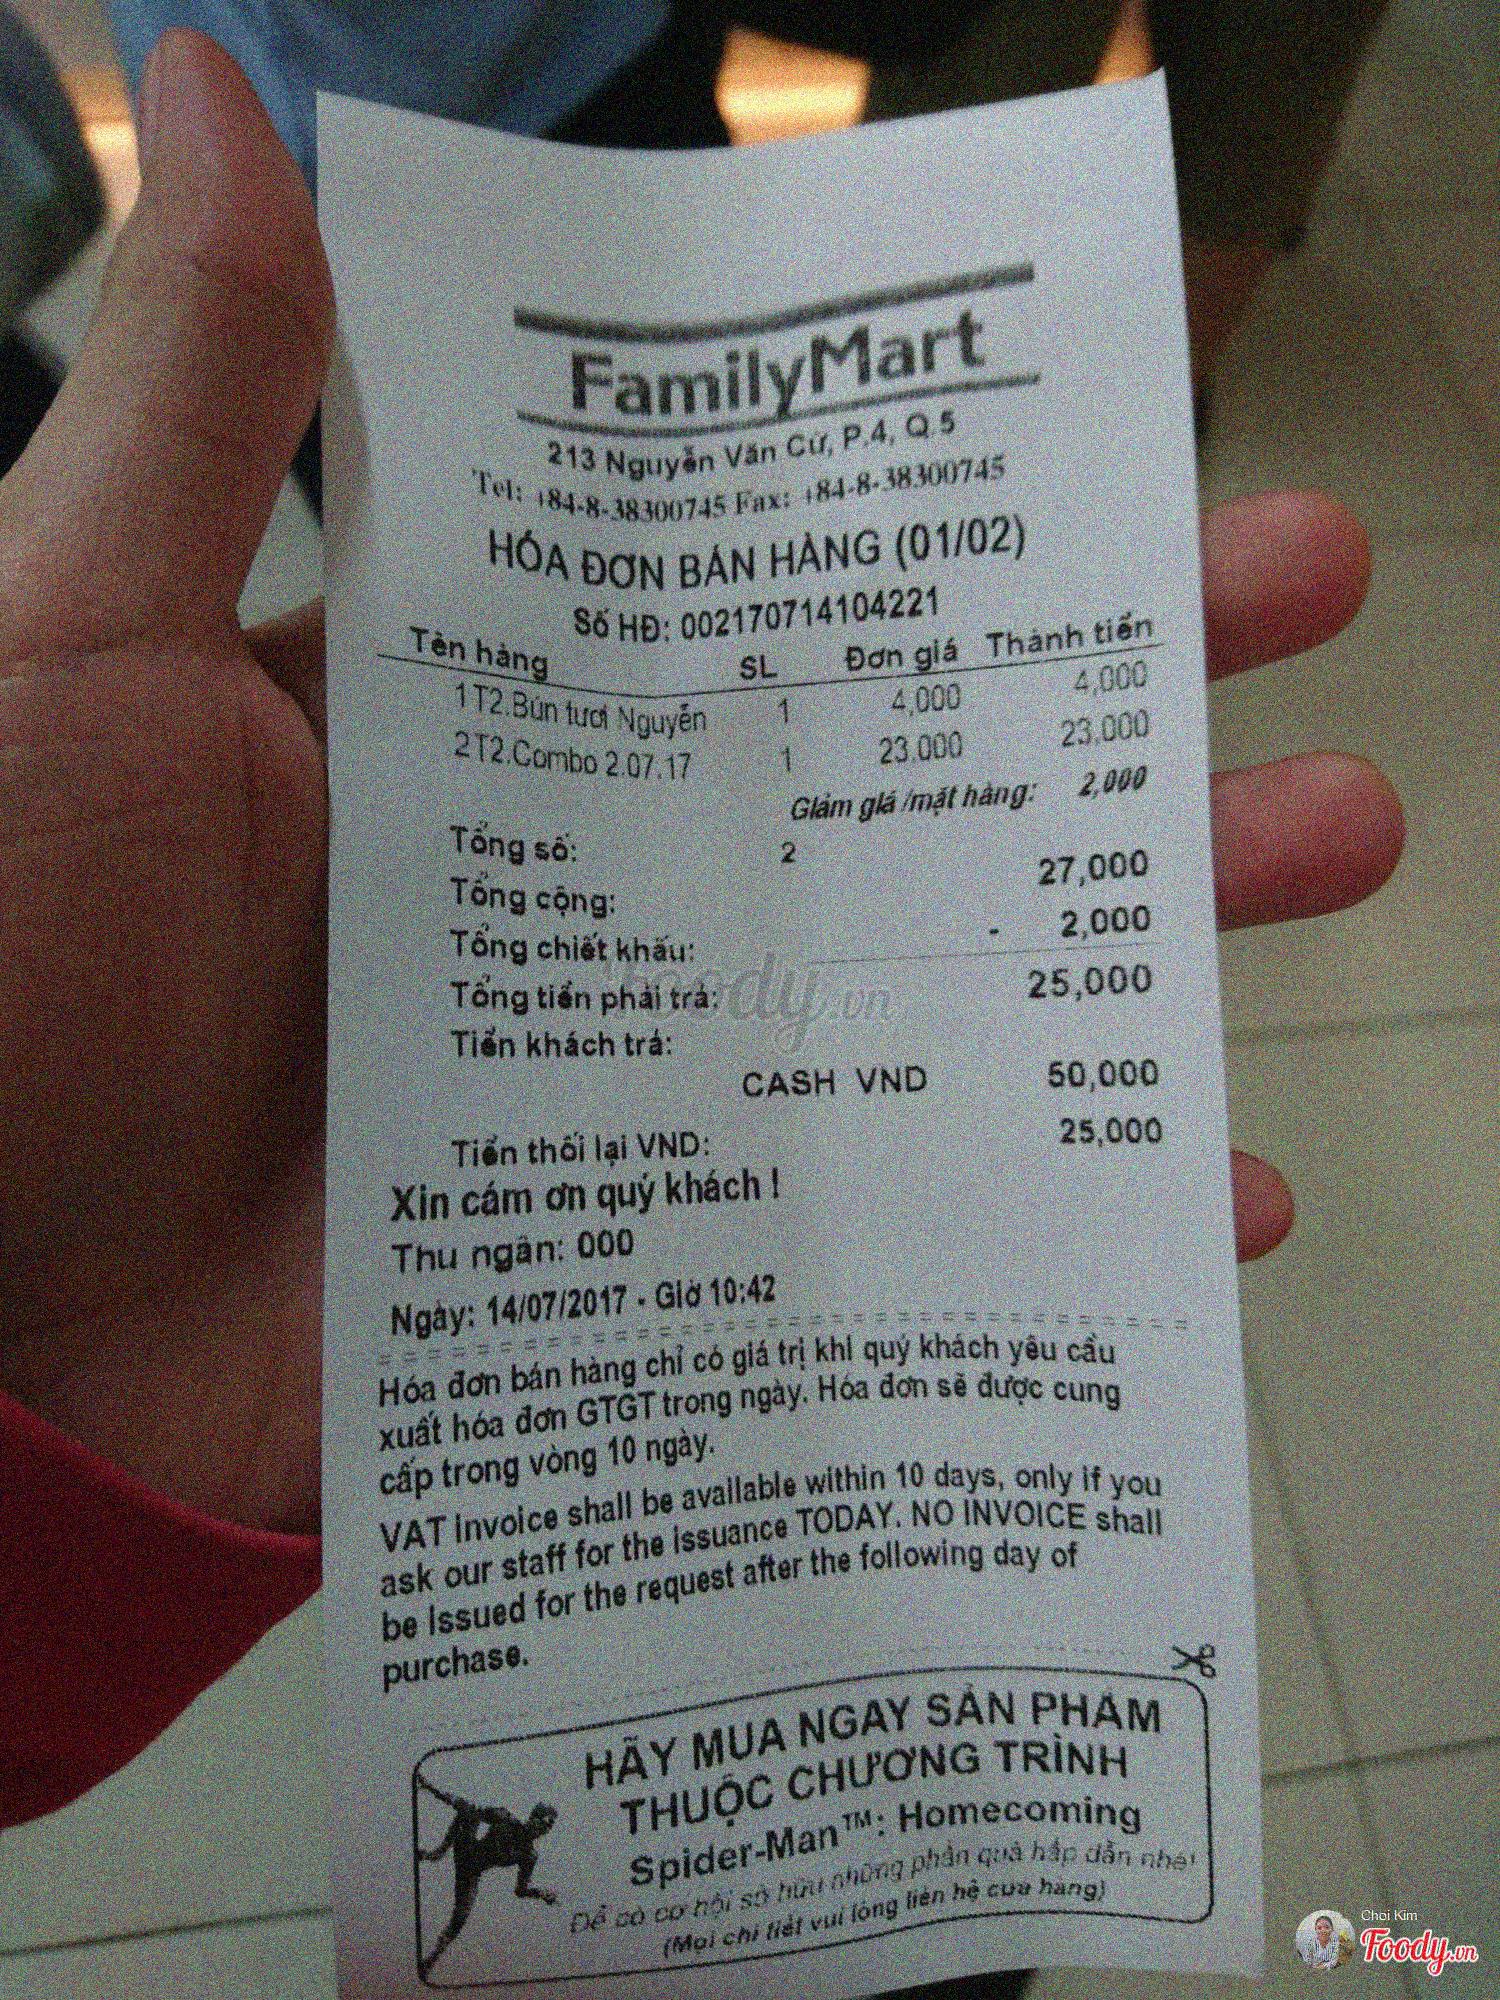 FamilyMart
213 Nguyễn Văn Cừ, P.4, Q.5
Tel: +84-8-38300745 Fax: +84-8-38300745
HÓA ĐƠN BÁN HÀNG (01/02)
Số HĐ: 002170714104221
Tên hàng SL Đơn giá Thành tiền
1 T2.Bún tươi Nguyễn 1 4,000 4,000
2 T2.Combo 2.07.17 1 23.000 23,000
Giảm giá /mặt hàng: 2,000
Tổng số: 2
Tổng cộng: 27,000
Tổng chiết khấu: - 2,000
Tổng tiền phải trả: 25,000
Tiền khách trả:
CASH VND 50,000
Tiền thối lại VND: 25,000
Xin cám ơn quý khách !
Thu ngân: 000
Ngày: 14/07/2017 - Giờ 10:42
Hóa đơn bán hàng chỉ có giá trị khi quý khách yêu cầu
xuất hóa đơn GTGT trong ngày. Hóa đơn sẽ được cung
cấp trong vòng 10 ngày.
VAT invoice shall be available within 10 days, only if you
ask our staff for the issuance TODAY. NO INVOICE shall
be issued for the request after the following day of
purchase.
HÃY MUA NGAY SẢN PHẨM
THUỘC CHƯƠNG TRÌNH
Spider-Man™: Homecoming
Để có cơ hội sở hữu những phần quà hấp dẫn nhé!
(Mọi chi tiết vui lòng liên hệ cửa hàng)
foody.vn
Choi Kim
Foody.vn